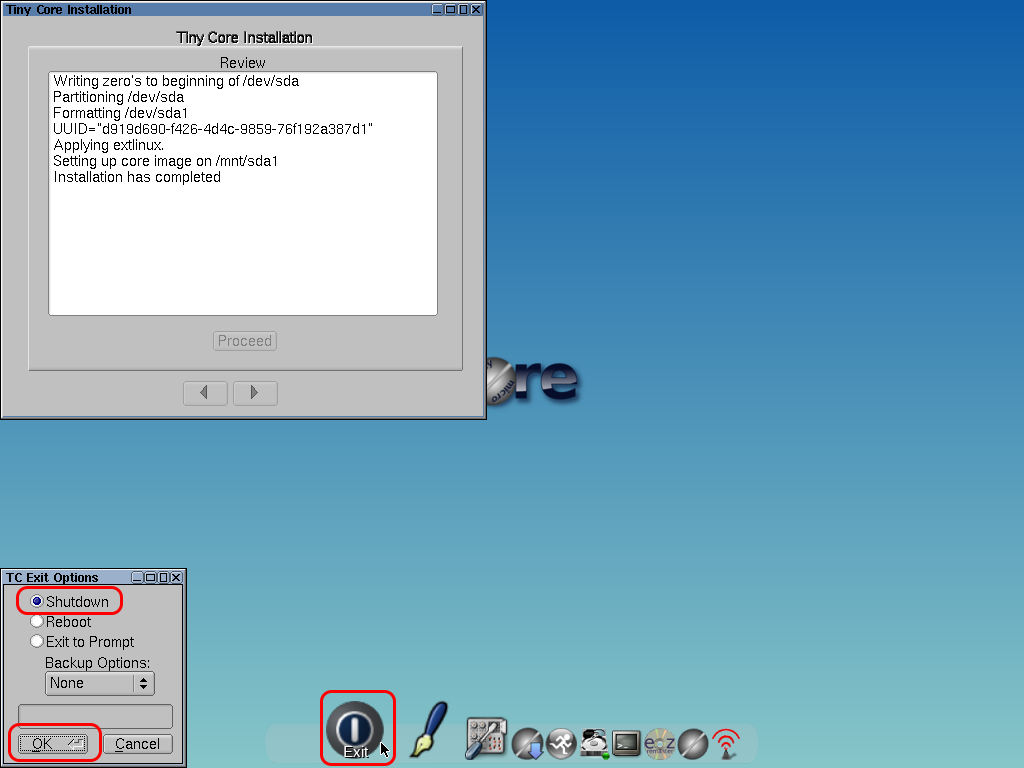 Tiny Core Installation
Tiny Core Installation
Review
Writing zero's to beginning of /dev/sda
Partitioning /dev/sda
Formatting /dev/sda1
UUID="d919d690-f426-4d4c-9859-76f192a387d1"
Applying extlinux.
Setting up core image on /mnt/sda1
Installation has completed
Proceed
micro
re
TC Exit Options
Shutdown
Reboot
Exit to Prompt
Backup Options:
None
OK
Cancel
Exit
ezremaster